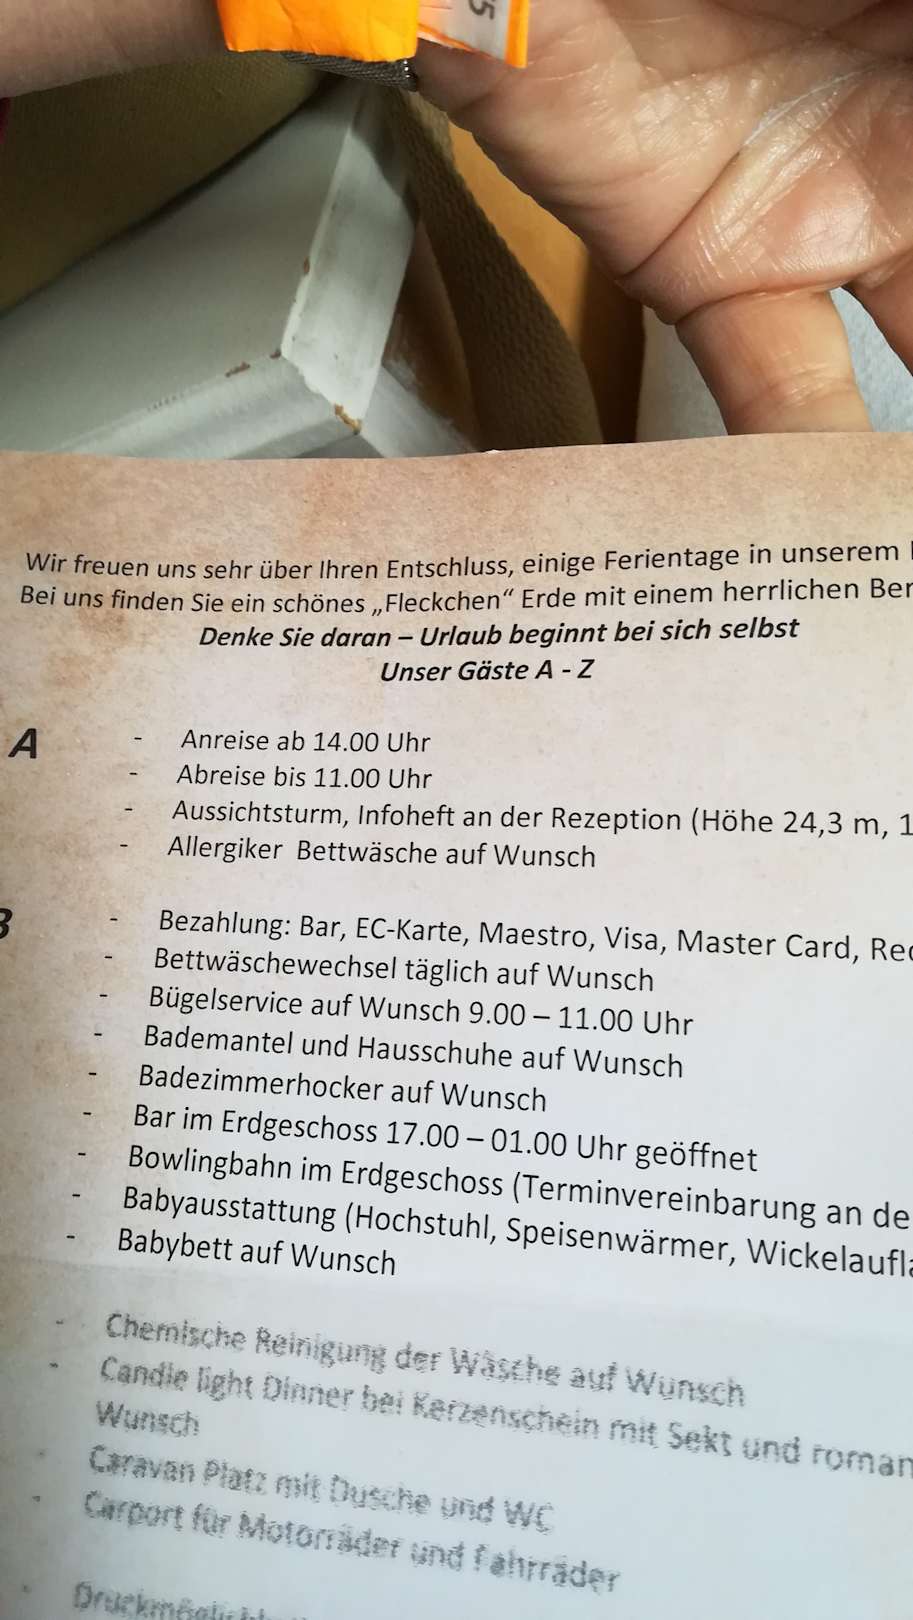 5
Wir freuen uns sehr über Ihren Entschluss, einige Ferientage in unserem
Bei uns finden Sie ein schönes „Fleckchen“ Erde mit einem herrlichen
Denke Sie daran – Urlaub beginnt bei sich selbst
Unser Gäste A - Z
A
- Anreise ab 14.00 Uhr
- Abreise bis 11.00 Uhr
- Aussichtsturm, Infoheft an der Rezeption (Höhe 24,3 m,
- Allergiker Bettwäsche auf Wunsch
B
- Bezahlung: Bar, EC-Karte, Maestro, Visa, Master Card,
- Bettwäschewechsel täglich auf Wunsch
- Bügelservice auf Wunsch 9.00 – 11.00 Uhr
- Bademantel und Hausschuhe auf Wunsch
- Badezimmerhocker auf Wunsch
- Bar im Erdgeschoss 17.00 – 01.00 Uhr geöffnet
- Bowlingbahn im Erdgeschoss (Terminvereinbarung an
- Babyausstattung (Hochstuhl, Speisenwärmer,
- Babybett auf Wunsch
- Chemische Reinigung der Wäsche auf Wunsch
- Candle light Dinner bei Kerzenschein mit Sekt und
Wunsch
- Caravan Platz mit Dusche und WC
- Carport für Motorräder und Fahrräder